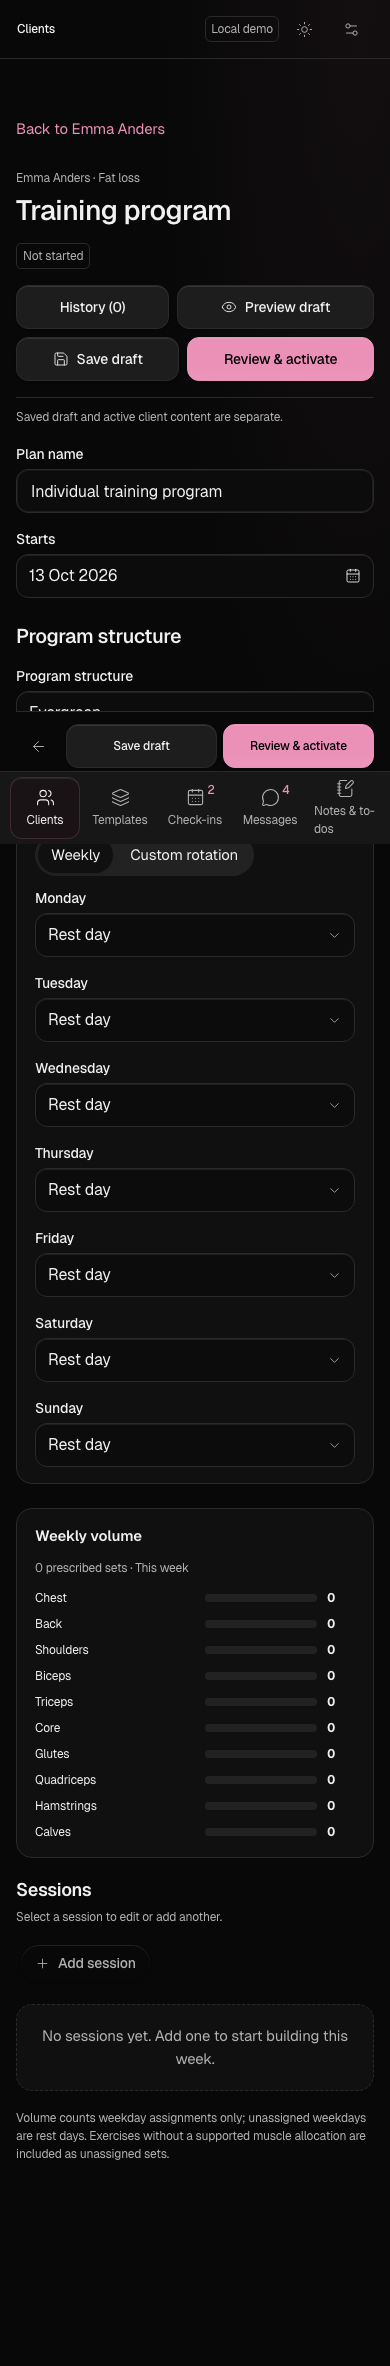 Clients
Local demo
Back to Emma Anders
Emma Anders · Fat loss
Training program
Not started
History (0)
Preview draft
Save draft
Review & activate
Saved draft and active client content are separate.
Plan name
Individual training program
Starts
13 Oct 2026
Program structure
Program structure
Evergreen
Save draft
Review & activate
Clients
Templates
2
Check-ins
4
Messages
Notes & to-
dos
Weekly
Custom rotation
Monday
Rest day
Tuesday
Rest day
Wednesday
Rest day
Thursday
Rest day
Friday
Rest day
Saturday
Rest day
Sunday
Rest day
Weekly volume
0 prescribed sets · This week
Chest 0
Back 0
Shoulders 0
Biceps 0
Triceps 0
Core 0
Glutes 0
Quadriceps 0
Hamstrings 0
Calves 0
Sessions
Select a session to edit or add another.
Add session
No sessions yet. Add one to start building this
week.
Volume counts weekday assignments only; unassigned weekdays
are rest days. Exercises without a supported muscle allocation are
included as unassigned sets.